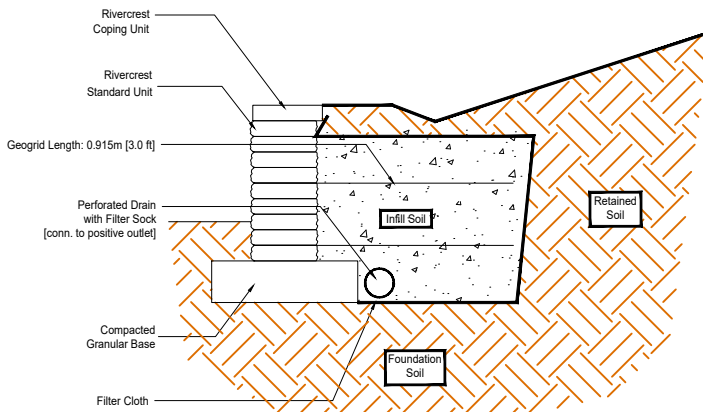 Rivercrest
Coping Unit
Rivercrest
Standard Unit
Geogrid Length: 0.915m [3.0 ft]
Perforated Drain
with Filter Sock
[conn. to positive outlet]
Infill Soil
Retained
Soil
Compacted
Granular Base
Foundation
Soil
Filter Cloth